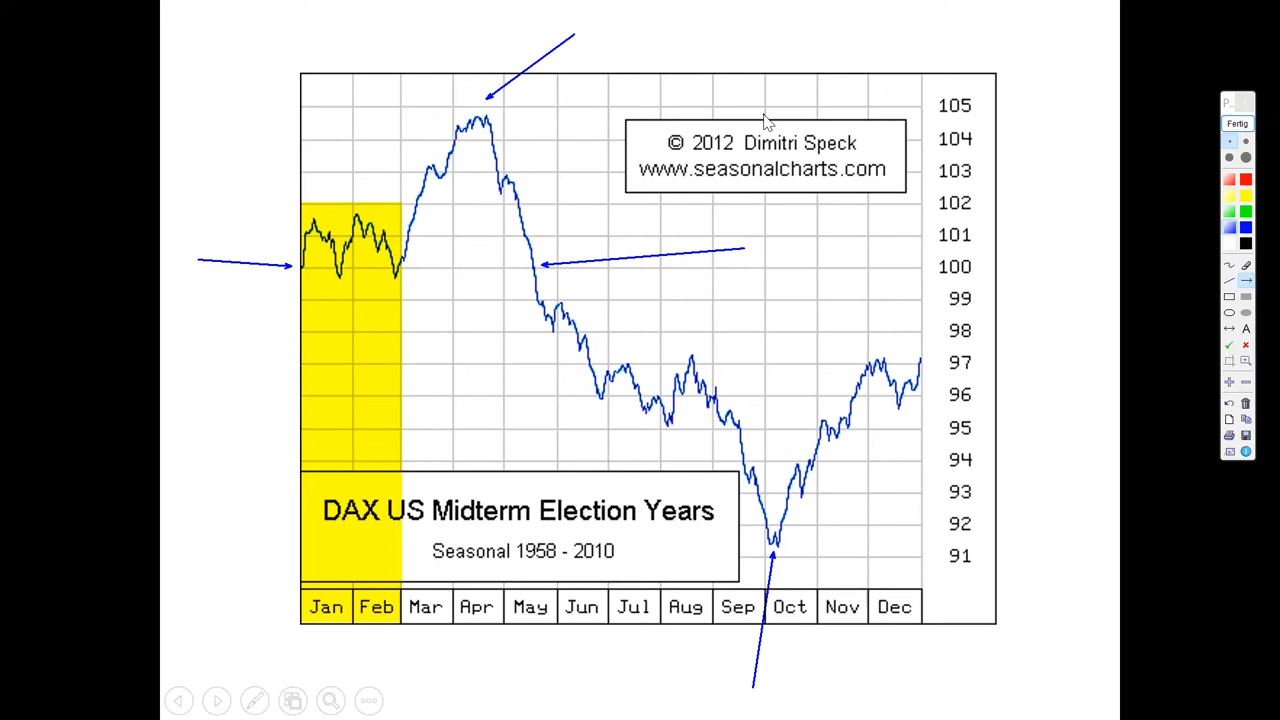 © 2012 Dimitri Speck
www.seasonalcharts.com
105
104
103
102
101
100
99
98
97
96
95
94
93
92
91
DAX US Midterm Election Years
Seasonal 1958 - 2010
Jan Feb Mar Apr May Jun Jul Aug Sep Oct Nov Dec
P...
Fertig
A